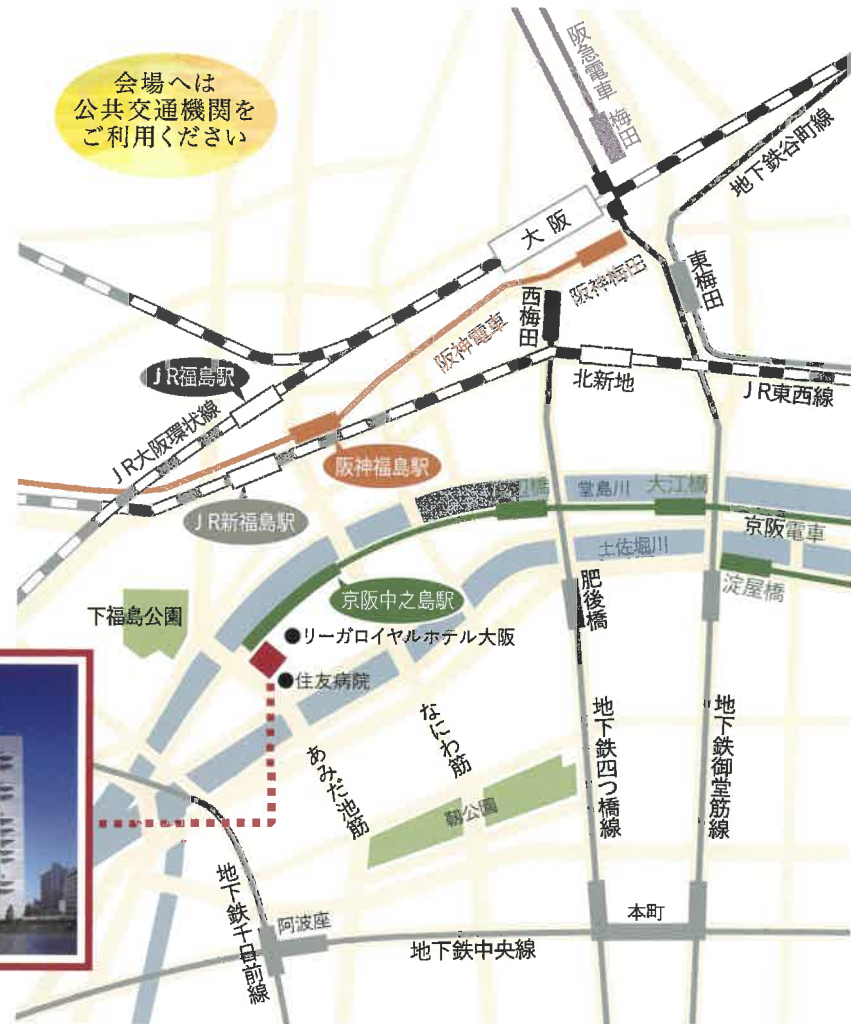 会場へは
公共交通機関を
ご利用ください
阪急電車 梅田
地下鉄谷町線
大阪
阪神梅田
東梅田
西梅田
阪神電車
北新地
JR東西線
JR福島駅
JR大阪環状線
阪神福島駅
JR新福島駅
堂島川
大江橋
京阪電車
土佐堀川
淀屋橋
肥後橋
京阪中之島駅
下福島公園
●リーガロイヤルホテル大阪
●住友病院
なにわ筋
あみだ池筋
靱公園
地下鉄四つ橋線
地下鉄御堂筋線
地下鉄千日前線
阿波座
本町
地下鉄中央線